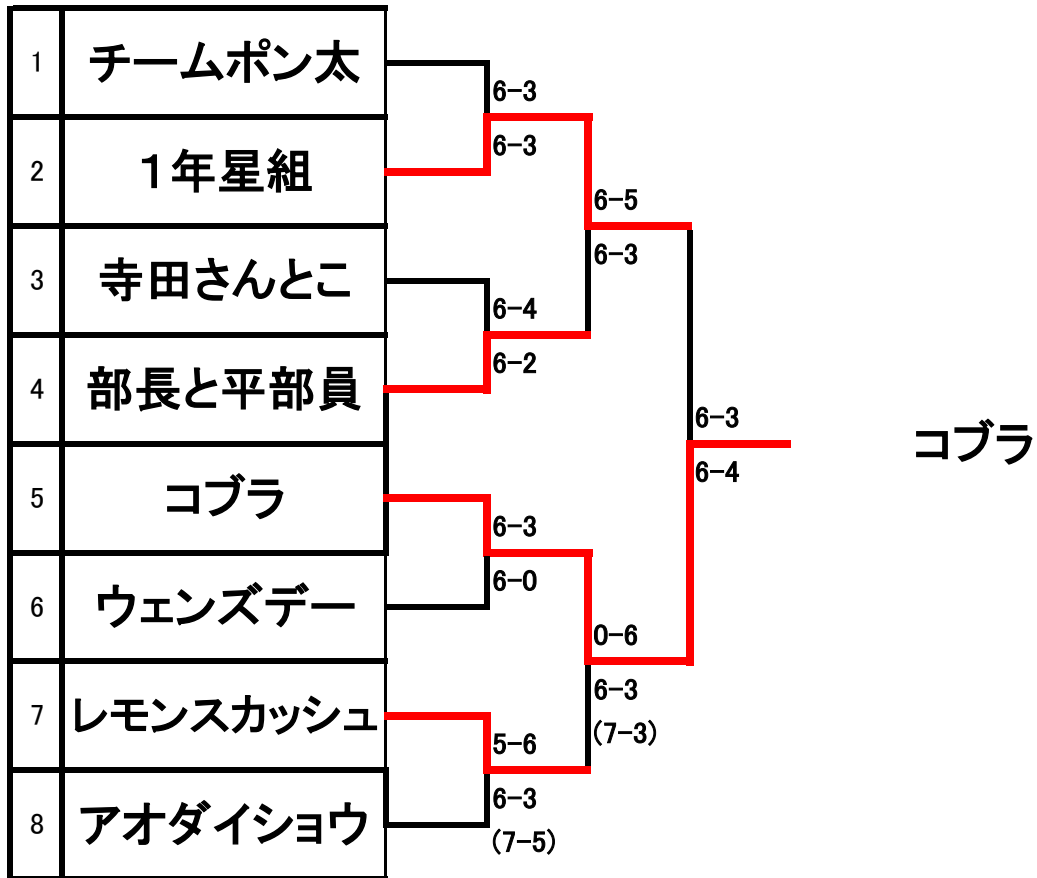 1 チームポン太
6-3
6-3
2 １年星組
6-5
6-3
3 寺田さんとこ
6-4
6-2
4 部長と平部員
6-3
6-4
コブラ
5 コブラ
6-3
6-0
6 ウェンズデー
0-6
6-3
(7-3)
7 レモンスカッシュ
5-6
6-3
(7-5)
8 アオダイショウ